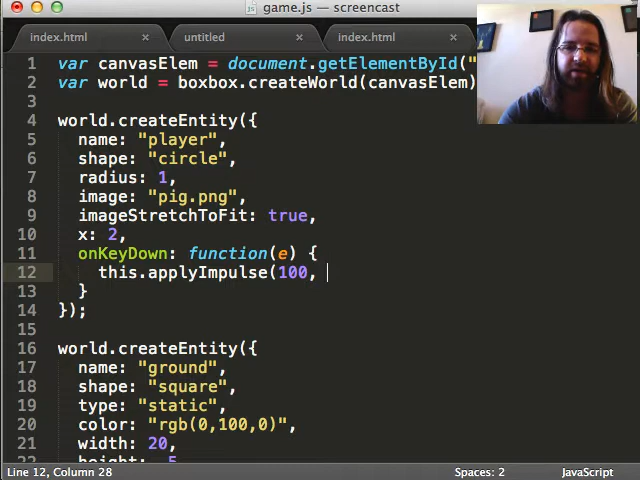 game.js — screencast
index.html × untitled × index.html ×
1 var canvasElem = document.getElementById("
2 var world = boxbox.createWorld(canvasElem)
3
4 world.createEntity({
5 name: "player",
6 shape: "circle",
7 radius: 1,
8 image: "pig.png",
9 imageStretchToFit: true,
10 x: 2,
11 onKeyDown: function(e) {
12 this.applyImpulse(100,
13 }
14 });
15
16 world.createEntity({
17 name: "ground",
18 shape: "square",
19 type: "static",
20 color: "rgb(0,100,0)",
21 width: 20,
22 height: .5
Line 12, Column 28 Spaces: 2 JavaScript